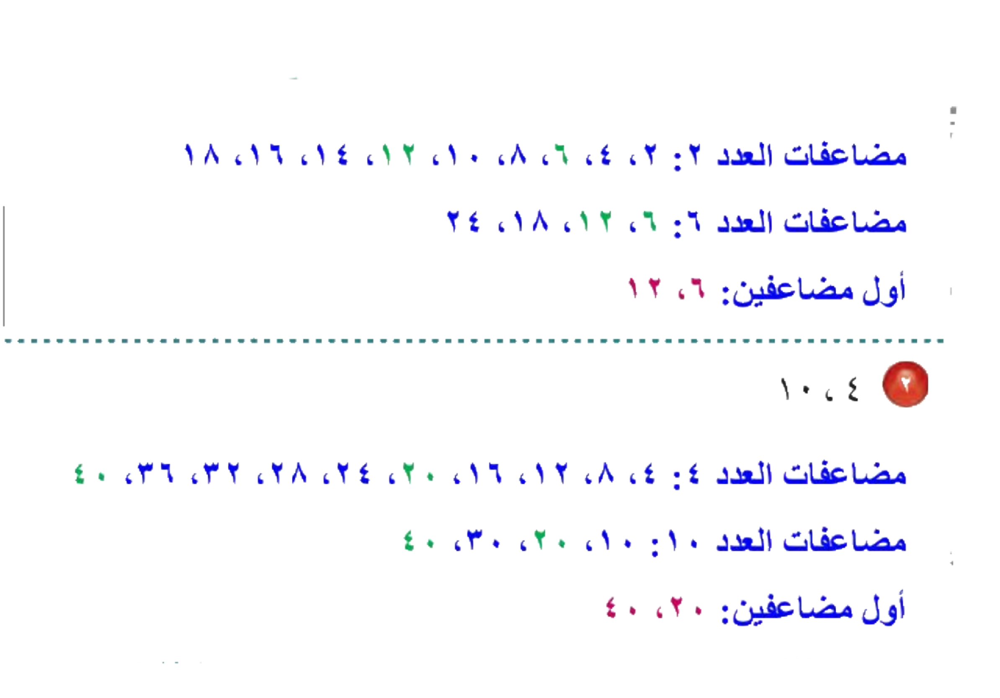 مضاعفات العدد ٢: ٢، ٤، ٦، ٨، ١٠، ١٢، ١٤، ١٦، ١٨
مضاعفات العدد ٦: ٦، ١٢، ١٨، ٢٤
أول مضاعفين: ٦، ١٢
٢ ٤ ، ١٠
مضاعفات العدد ٤: ٤، ٨، ١٢، ١٦، ٢٠، ٢٤، ٢٨، ٣٢، ٣٦، ٤٠
مضاعفات العدد ١٠: ١٠، ٢٠، ٣٠، ٤٠
أول مضاعفين: ٢٠، ٤٠